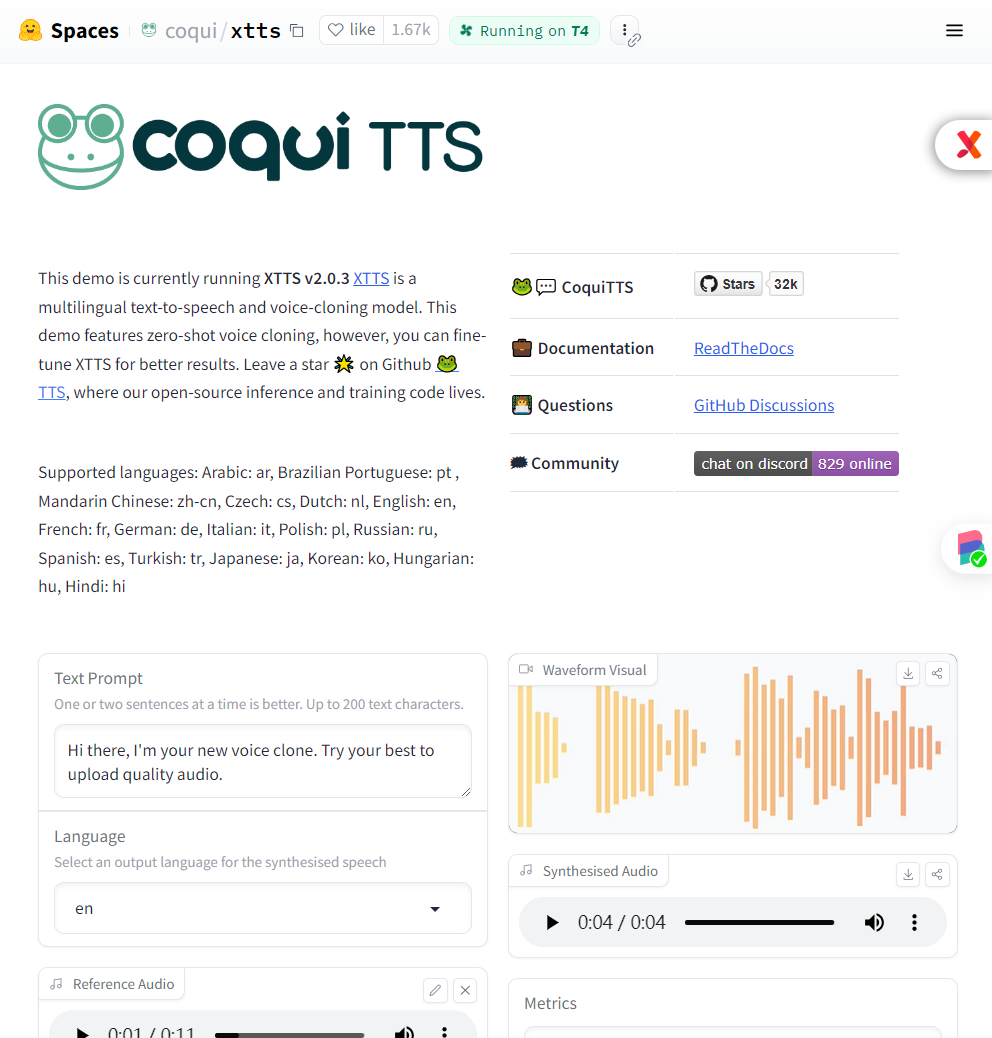 Spaces coqui/xtts like 1.67k Running on T4
coqui TTS
This demo is currently running XTTS v2.0.3 XTTS is a
multilingual text-to-speech and voice-cloning model. This
demo features zero-shot voice cloning, however, you can fine-
tune XTTS for better results. Leave a star 🌟 on Github 🐸
TTS, where our open-source inference and training code lives.
Supported languages: Arabic: ar, Brazilian Portuguese: pt ,
Mandarin Chinese: zh-cn, Czech: cs, Dutch: nl, English: en,
French: fr, German: de, Italian: it, Polish: pl, Russian: ru,
Spanish: es, Turkish: tr, Japanese: ja, Korean: ko, Hungarian:
hu, Hindi: hi
🐸💬 CoquiTTS Stars 32k
💼 Documentation ReadTheDocs
👩‍💻 Questions GitHub Discussions
🗯 Community chat on discord 829 online
Text Prompt
One or two sentences at a time is better. Up to 200 text characters.
Hi there, I'm your new voice clone. Try your best to
upload quality audio.
Language
Select an output language for the synthesised speech
en
Reference Audio
0:01 / 0:11
Waveform Visual
Synthesised Audio
0:04 / 0:04
Metrics